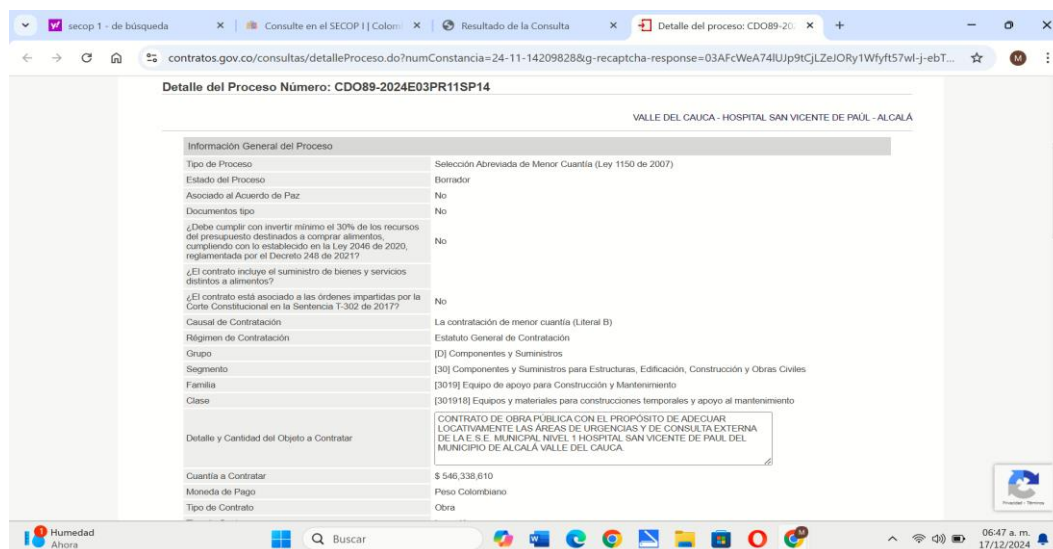 secop 1 - de búsqueda
Consulte en el SECOP I | Colom
Resultado de la Consulta
Detalle del proceso: CDO89-20
contratos.gov.co/consultas/detalleProceso.do?numConstancia=24-11-14209828&g-recaptcha-response=
M
Detalle del Proceso Número: CDO89-2024E03PR11SP14
VALLE DEL CAUCA - HOSPITAL SAN VICENTE DE PAÚL - ALCALÁ
Información General del Proceso
Tipo de Proceso Selección Abreviada de Menor Cuantía (Ley 1150 de 2007)
Estado del Proceso Borrador
Asociado al Acuerdo de Paz No
Documentos tipo No
¿Debe cumplir con invertir mínimo el 30% de los recursos
del presupuesto destinados a comprar alimentos,
cumpliendo con lo establecido en la Ley 2046 de 2020, No
reglamentada por el Decreto 248 de 2021?
¿El contrato incluye el suministro de bienes y servicios
distintos a alimentos?
¿El contrato está asociado a las órdenes impartidas por la
Corte Constitucional en la Sentencia T-302 de 2017? No
Causal de Contratación La contratación de menor cuantía (Literal B)
Régimen de Contratación Estatuto General de Contratación
Grupo [D] Componentes y Suministros
Segmento [30] Componentes y Suministros para Estructuras, Edificación, Construcción y Obras Civiles
Familia [3019] Equipo de apoyo para Construcción y Mantenimiento
Clase [301918] Equipos y materiales para construcciones temporales y apoyo al mantenimiento
Detalle y Cantidad del Objeto a Contratar
CONTRATO DE OBRA PÚBLICA CON EL PROPÓSITO DE ADECUAR
LOCATIVAMENTE LAS ÁREAS DE URGENCIAS Y DE CONSULTA EXTERNA
DE LA E.S.E. MUNICPAL NIVEL 1 HOSPITAL SAN VICENTE DE PAUL DEL
MUNICIPIO DE ALCALÁ VALLE DEL CAUCA.
Cuantía a Contratar $ 546,338,610
Moneda de Pago Peso Colombiano
Tipo de Contrato Obra
Privacidad - Términos
1
Humedad
Ahora
Buscar
06:47 a. m.
17/12/2024